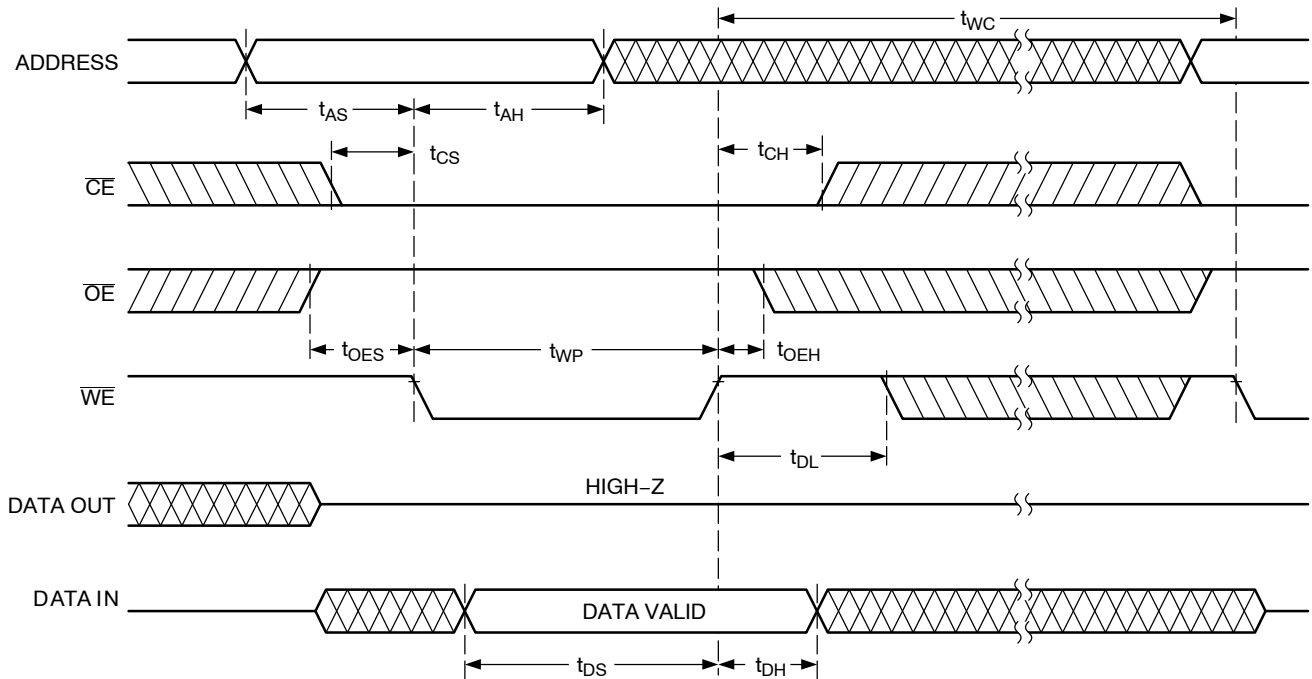 tWC
ADDRESS
tAS
tAH
tCS
tCH
CE
OE
tOES
tWP
tOEH
WE
tDL
HIGH–Z
DATA OUT
DATA IN
DATA VALID
tDS
tDH